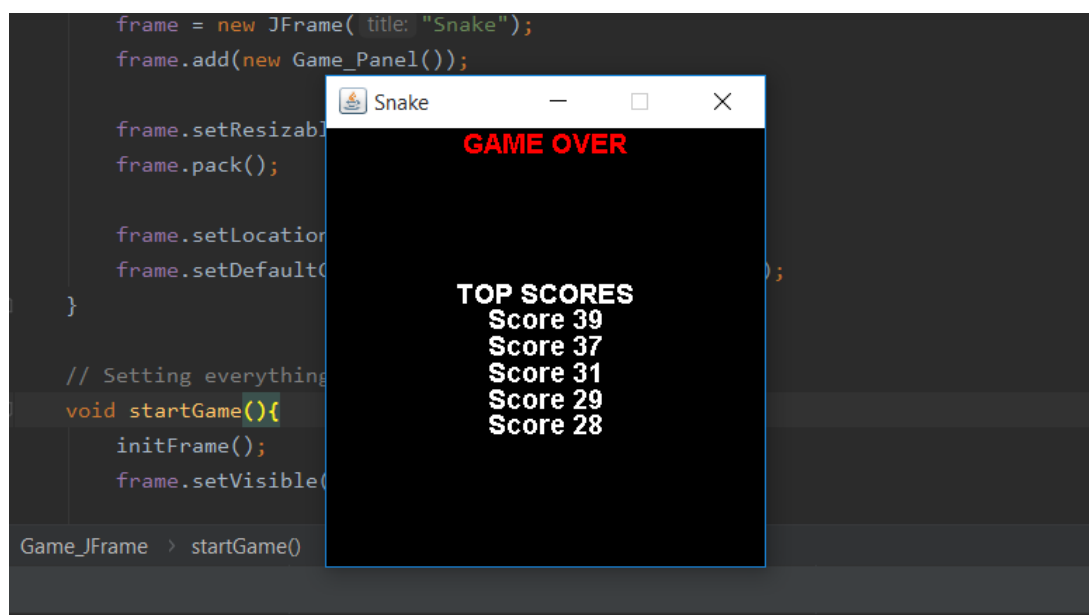 frame = new JFrame( title: "Snake");
frame.add(new Game_Panel());
Snake
frame.setResizabl
GAME OVER
frame.pack();
frame.setLocation
frame.setDefaultC
);
}
TOP SCORES
Score 39
Score 37
Score 31
Score 29
Score 28
// Setting everything
void startGame(){
initFrame();
frame.setVisible(
Game_JFrame > startGame()